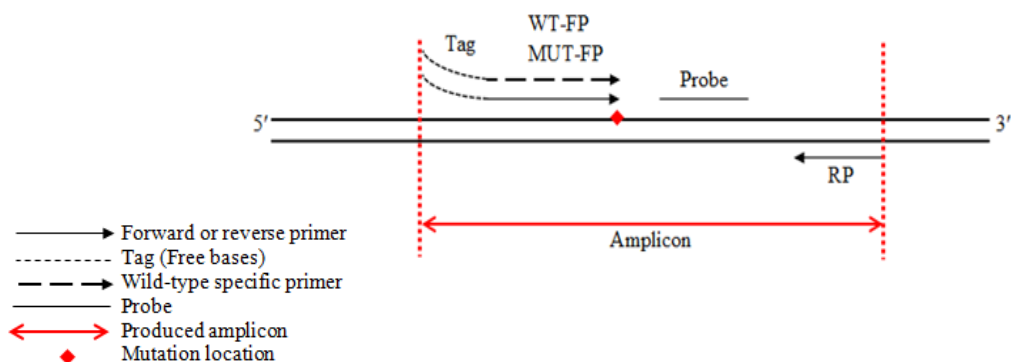 WT-FP
Tag
MUT-FP
Probe
5'
3'
RP
Amplicon
Forward or reverse primer
Tag (Free bases)
Wild-type specific primer
Probe
Produced amplicon
Mutation location